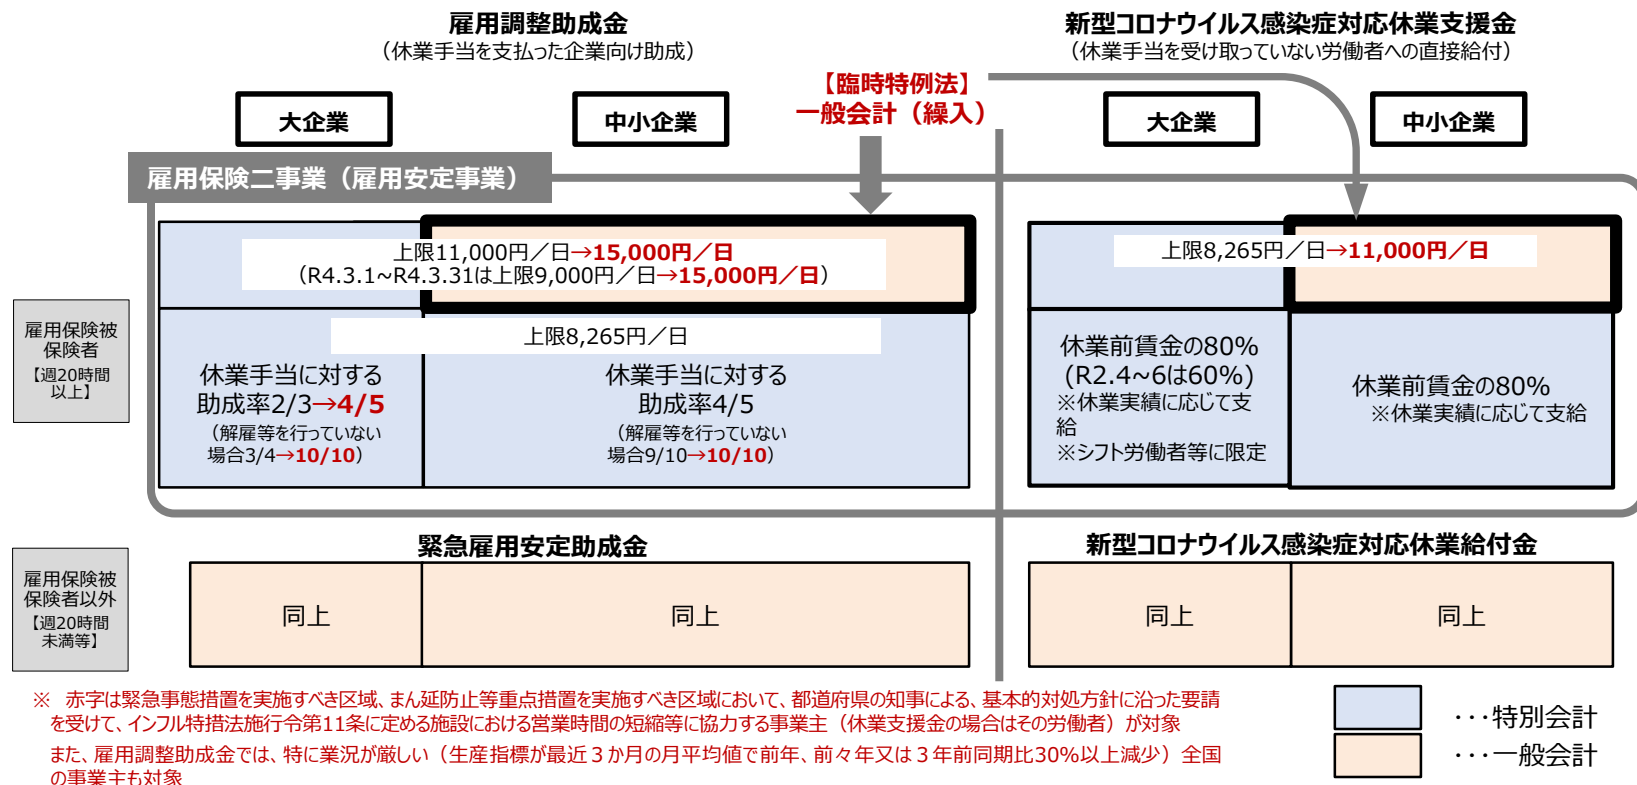 雇用調整助成金
（休業手当を支払った企業向け助成）
新型コロナウイルス感染症対応休業支援金
（休業手当を受け取っていない労働者への直接給付）
【臨時特例法】
一般会計（繰入）
大企業
中小企業
大企業
中小企業
雇用保険二事業（雇用安定事業）
上限11,000円／日→15,000円／日
（R4.3.1~R4.3.31は上限9,000円／日→15,000円／日）
上限8,265円／日→11,000円／日
雇用保険被
保険者
【週20時間
以上】
上限8,265円／日
休業手当に対する
助成率2/3→4/5
（解雇等を行っていない
場合3/4→10/10）
休業手当に対する
助成率4/5
（解雇等を行っていない
場合9/10→10/10）
休業前賃金の80%
(R2.4~6は60%)
※休業実績に応じて支
給
※シフト労働者等に限定
休業前賃金の80%
※休業実績に応じて支給
緊急雇用安定助成金
新型コロナウイルス感染症対応休業給付金
雇用保険被
保険者以外
【週20時間
未満等】
同上
同上
同上
同上
※　赤字は緊急事態措置を実施すべき区域、まん延防止等重点措置を実施すべき区域において、都道府県の知事による、基本的対処方針に沿った要請
を受けて、インフル特措法施行令第11条に定める施設における営業時間の短縮等に協力する事業主（休業支援金の場合はその労働者）が対象
また、雇用調整助成金では、特に業況が厳しい（生産指標が最近３か月の月平均値で前年、前々年又は３年前同期比30%以上減少）全国
の事業主も対象
･･･特別会計
･･･一般会計